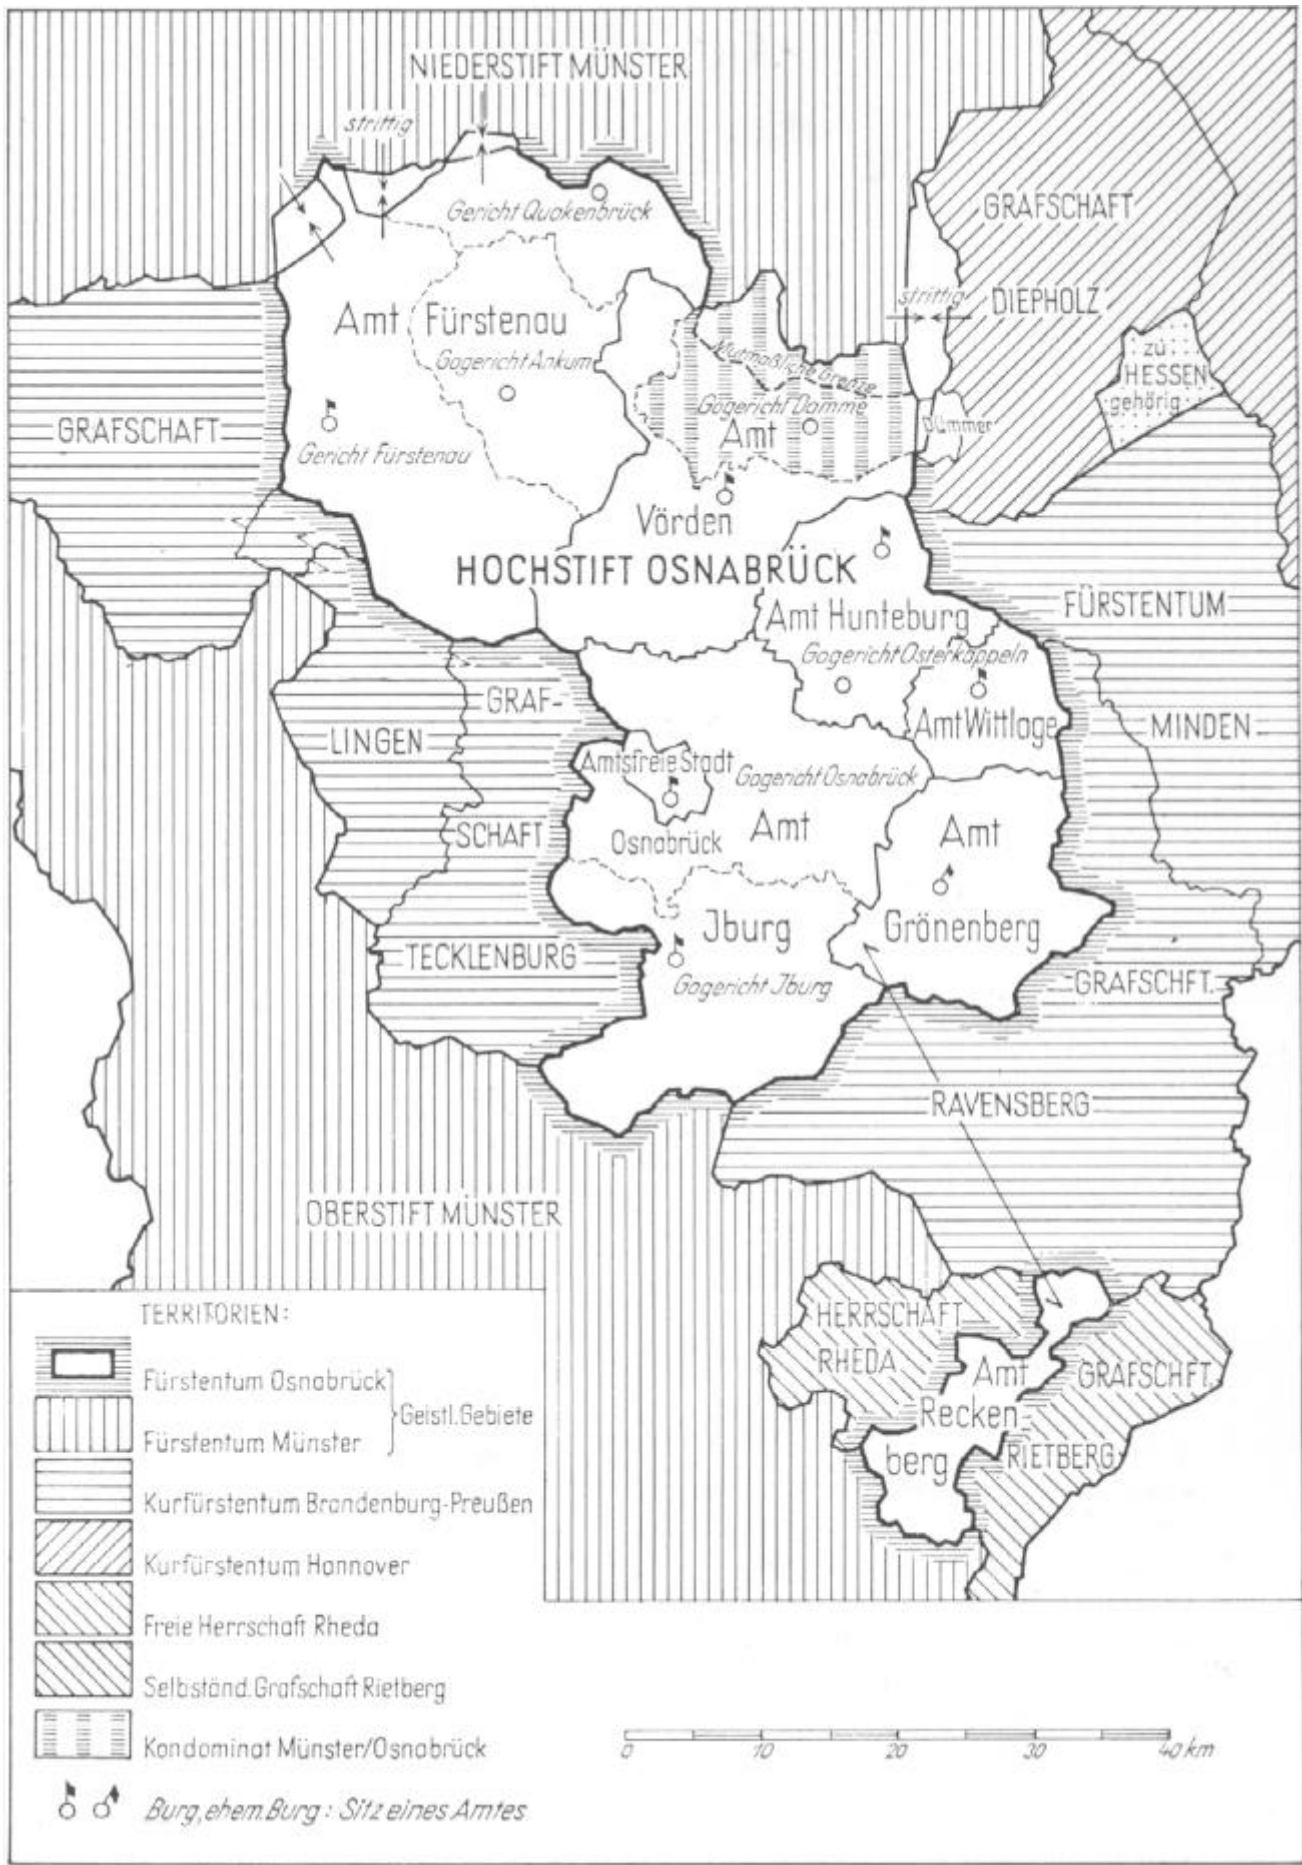 NIEDERSTIFT MÜNSTER
strittig
Gericht Quakenbrück
GRAFSCHAFT
DIEPHOLZ
strittig
Amt Fürstenau
Gogericht Ankum
Mutmaßliche Grenze
zu
HESSEN
gehörig
Gogericht Damme
Amt
Dümmer
GRAFSCHAFT
Gericht Fürstenau
Vörden
HOCHSTIFT OSNABRÜCK
FÜRSTENTUM
Amt Hunteburg
Gogericht Osterkappeln
GRAF-
LINGEN
Amt Wittlage
MINDEN
Amtsfreie Stadt
Gogericht Osnabrück
SCHAFT
Osnabrück
Amt
Amt
Jburg
Grönenberg
TECKLENBURG
Gogericht Jburg
GRAFSCHFT.
RAVENSBERG
OBERSTIFT MÜNSTER
HERRSCHAFT
RHEDA
Amt
Recken
berg
GRAFSCHFT.
RIETBERG
TERRITORIEN:
Fürstentum Osnabrück
Geistl. Gebiete
Fürstentum Münster
Kurfürstentum Brandenburg-Preußen
Kurfürstentum Hannover
Freie Herrschaft Rheda
Selbständ. Grafschaft Rietberg
Kondominat Münster/Osnabrück
0 10 20 30 40 km
Burg, ehem. Burg: Sitz eines Amtes